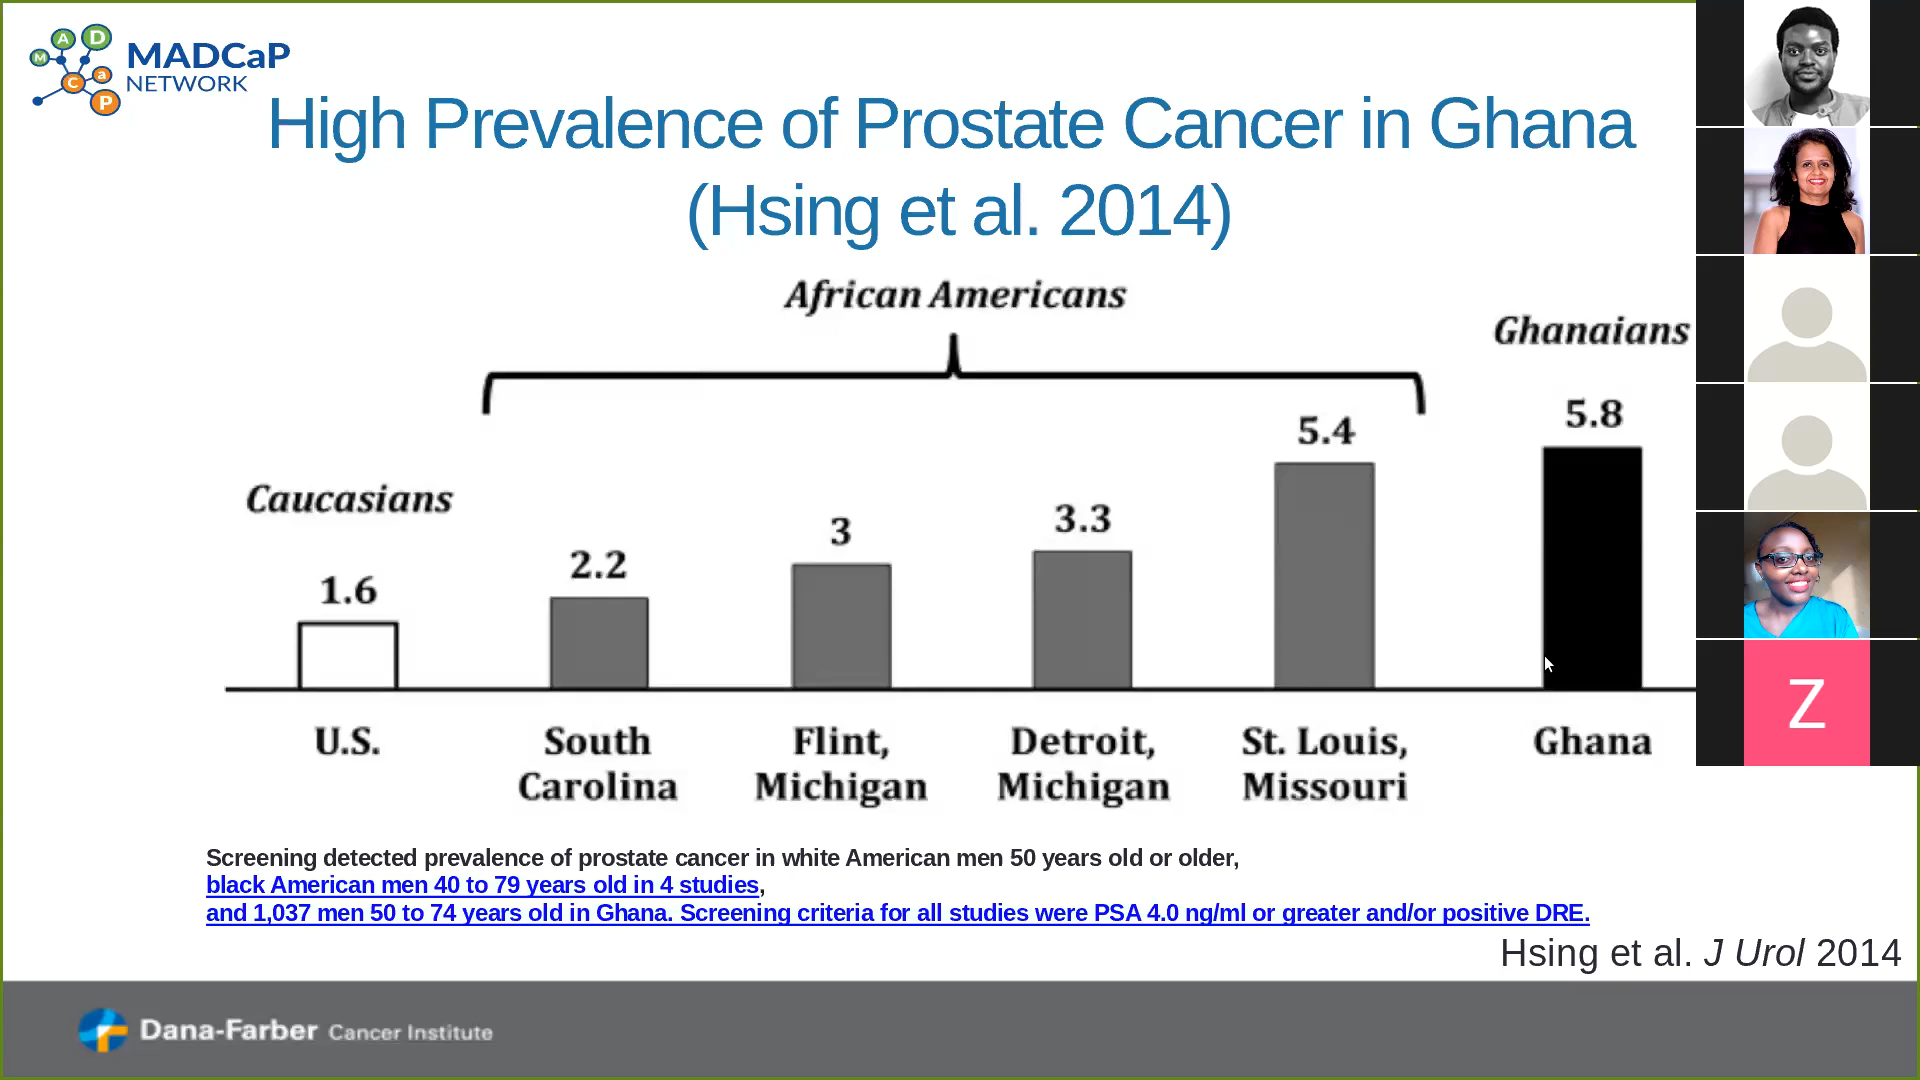 MADCaP
NETWORK
M A D C a P
High Prevalence of Prostate Cancer in Ghana
(Hsing et al. 2014)
African Americans
Ghanaians
Caucasians
1.6
2.2
3
3.3
5.4
5.8
U.S.
South
Carolina
Flint,
Michigan
Detroit,
Michigan
St. Louis,
Missouri
Ghana
Z
Screening detected prevalence of prostate cancer in white American men 50 years old or older,
black American men 40 to 79 years old in 4 studies,
and 1,037 men 50 to 74 years old in Ghana. Screening criteria for all studies were PSA 4.0 ng/ml or greater and/or positive DRE.
Hsing et al. J Urol 2014
Dana-Farber Cancer Institute